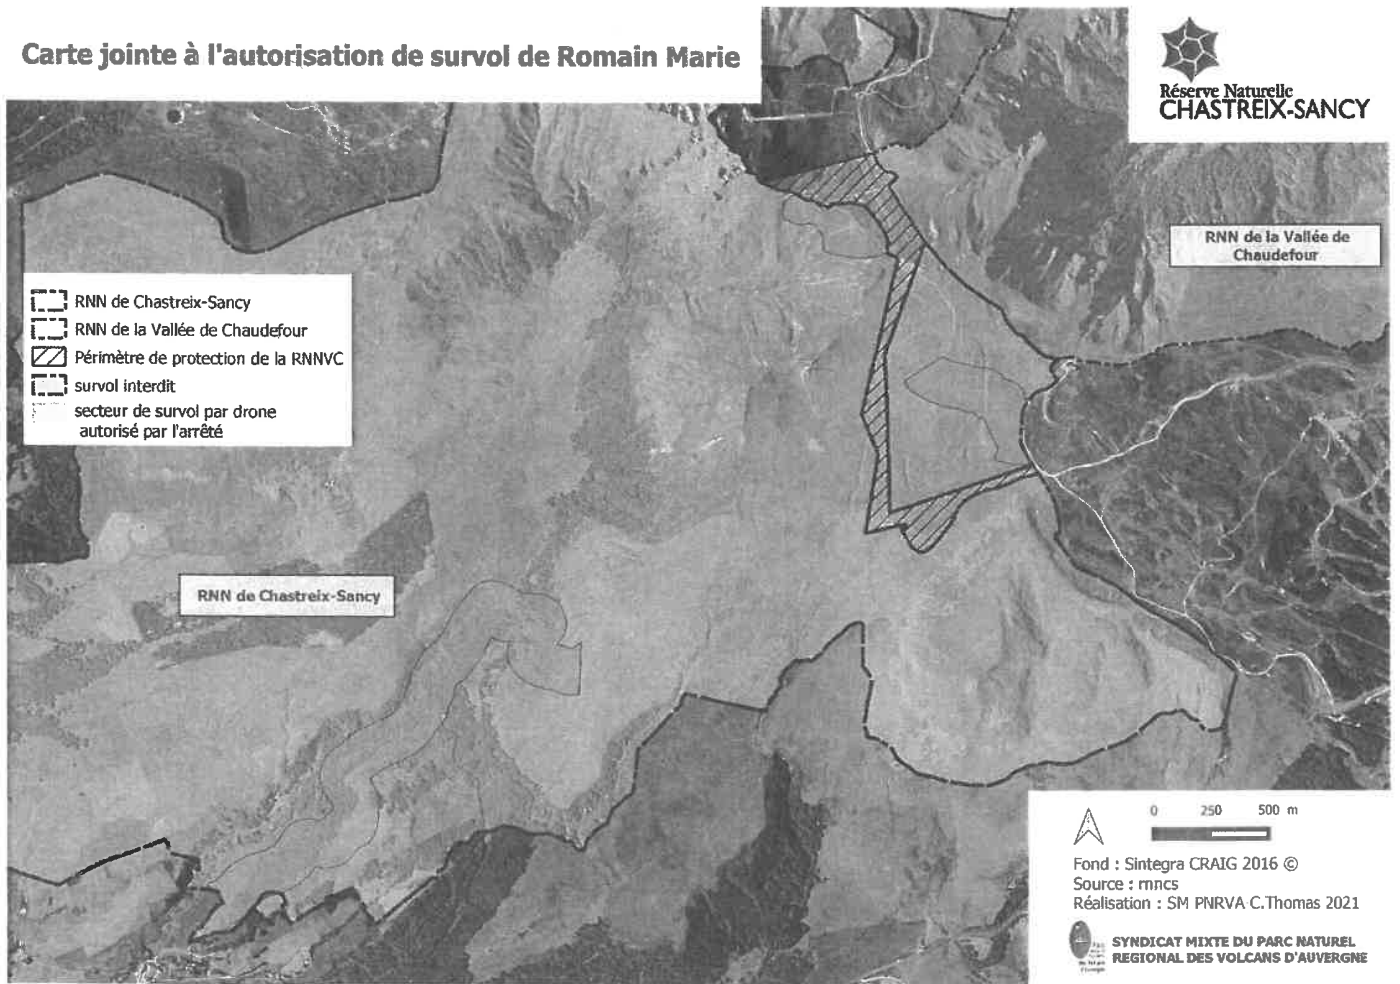 Carte jointe à l'autorisation de survol de Romain Marie
Réserve Naturelle
CHASTREIX-SANCY
RNN de la Vallée de
Chaudefour
RNN de Chastreix-Sancy
RNN de la Vallée de Chaudefour
Périmètre de protection de la RNNVC
survol interdit
secteur de survol par drone
autorisé par l'arrêté
RNN de Chastreix-Sancy
0 250 500 m
Fond : Sintegra CRAIG 2016 ©
Source : rnncs
Réalisation : SM PNRVA C.Thomas 2021
SYNDICAT MIXTE DU PARC NATUREL
REGIONAL DES VOLCANS D'AUVERGNE